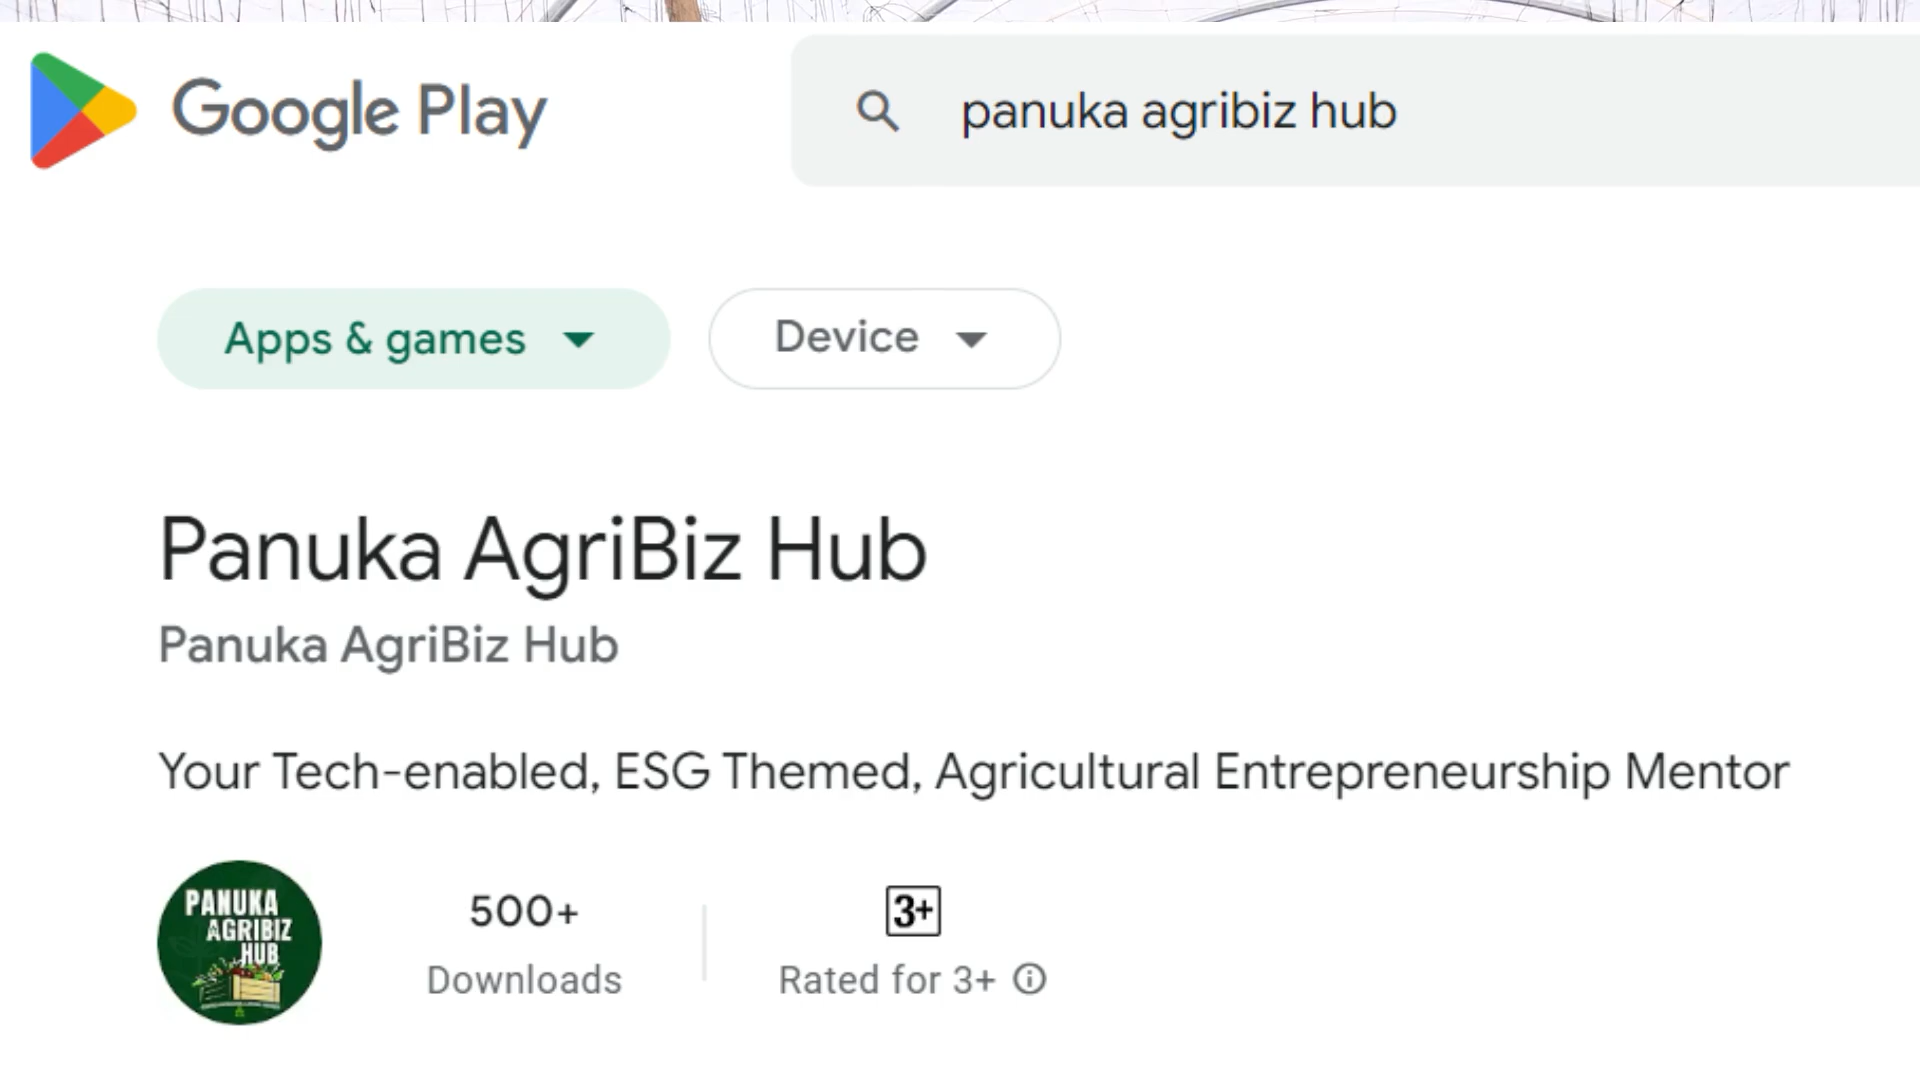 Google Play
panuka agribiz hub
Apps & games
Device
Panuka AgriBiz Hub
Panuka AgriBiz Hub
Your Tech-enabled, ESG Themed, Agricultural Entrepreneurship Mentor
PANUKA
AGRIBIZ
HUB
500+
Downloads
3+
Rated for 3+